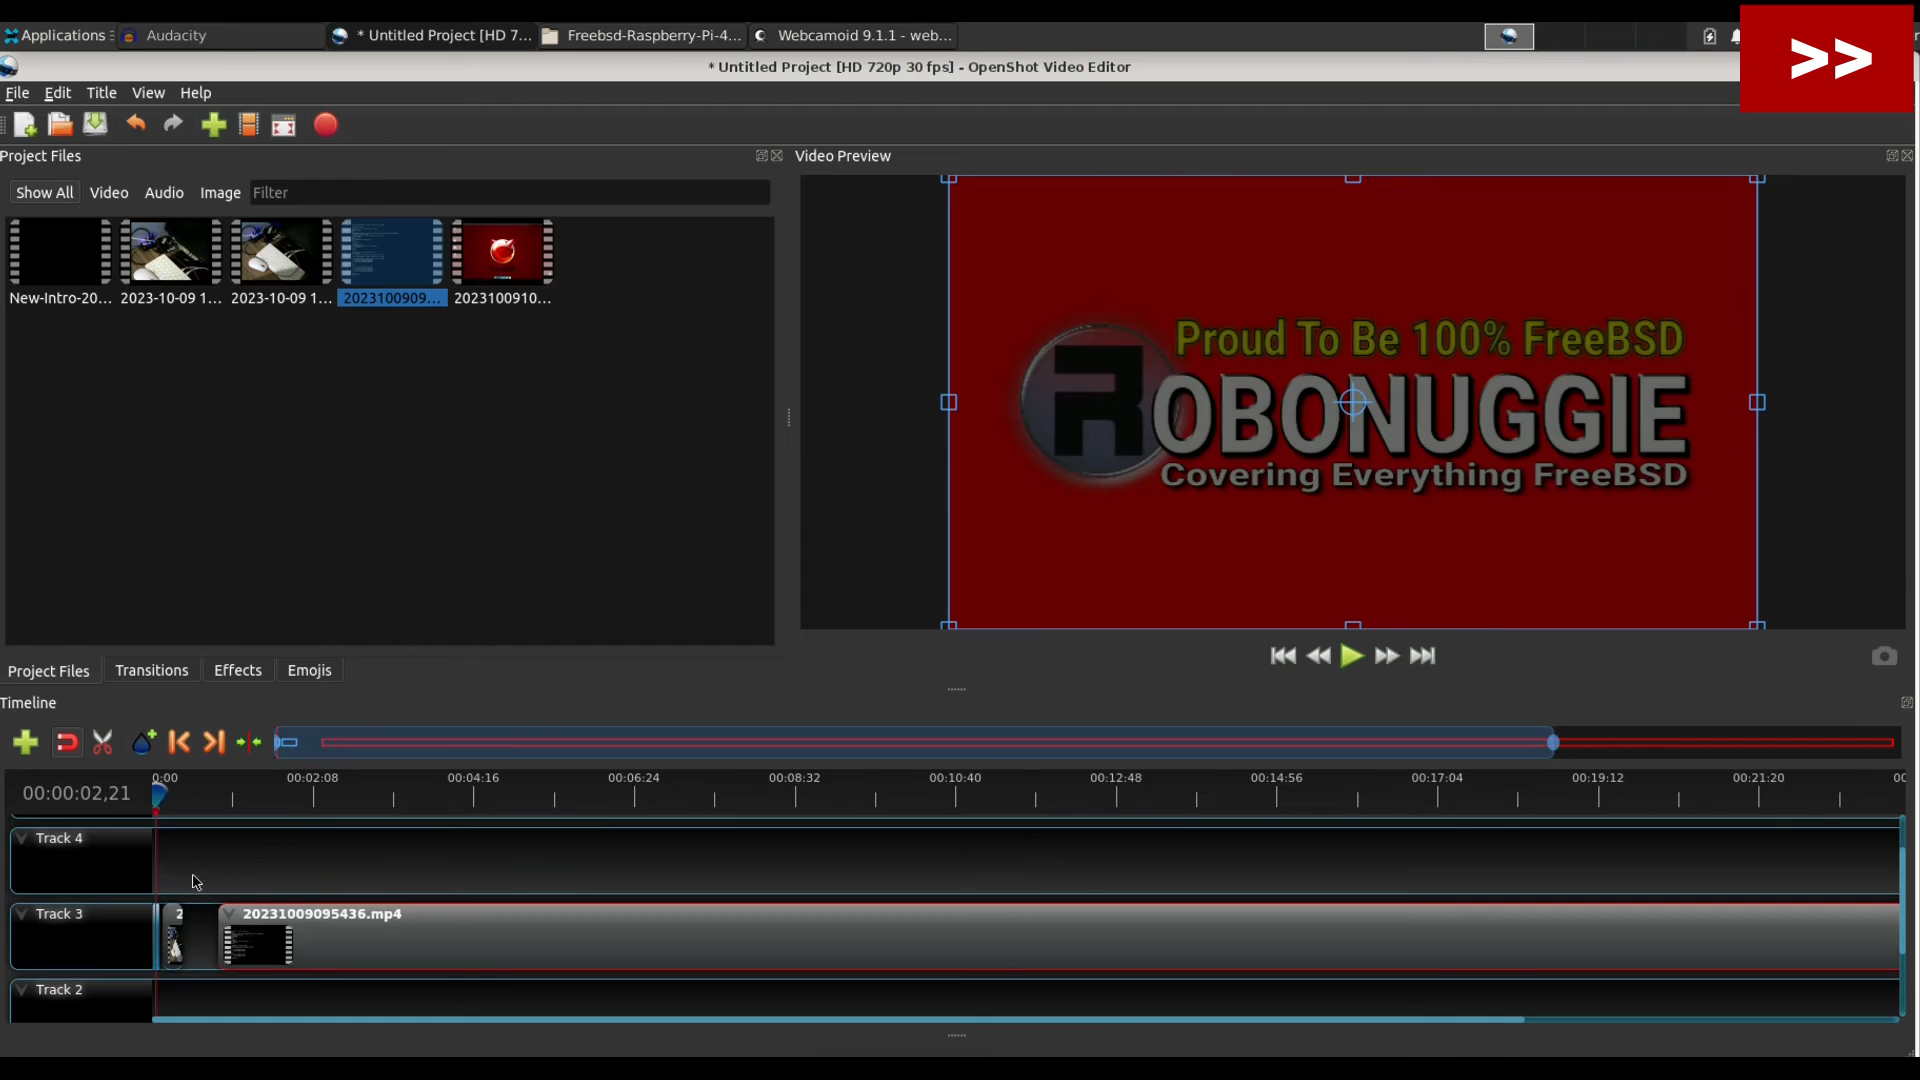 Applications
Audacity
* Untitled Project [HD 7...
Freebsd-Raspberry-Pi-4...
Webcamoid 9.1.1 - web...
>>
* Untitled Project [HD 720p 30 fps] - OpenShot Video Editor
File Edit Title View Help
Project Files
Video Preview
Show All Video Audio Image Filter
New-Intro-20... 2023-10-09 1... 2023-10-09 1... 2023100909... 2023100910...
Proud To Be 100% FreeBSD
ROBONUGGIE
Covering Everything FreeBSD
Project Files Transitions Effects Emojis
Timeline
0:00 00:02:08 00:04:16 00:06:24 00:08:32 00:10:40 00:12:48 00:14:56 00:17:04 00:19:12 00:21:20 00
00:00:02,21
Track 4
Track 3
2
20231009095436.mp4
Track 2